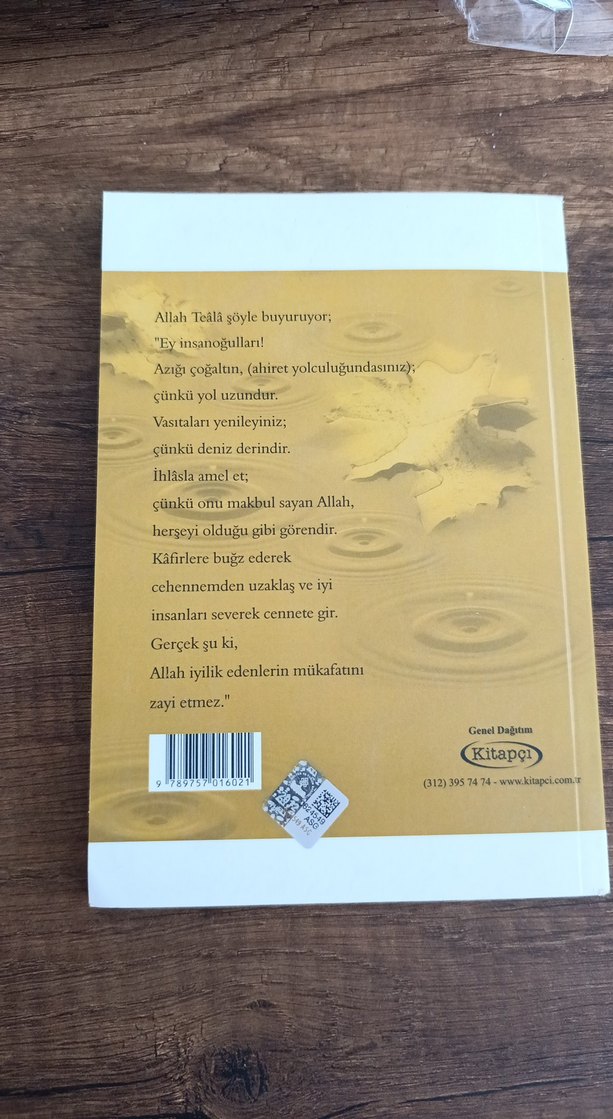 Allah Teâlâ şöyle buyuruyor;
"Ey insanoğulları!
Azığı çoğaltın, (ahiret yolculuğundasınız);
çünkü yol uzundur.
Vasıtaları yenileyiniz;
çünkü deniz derindir.
İhlâsla amel et;
çünkü onu makbul sayan Allah,
herşeyi olduğu gibi görendir.
Kâfirlere buğz ederek
cehennemden uzaklaş ve iyi
insanları severek cennete gir.
Gerçek şu ki,
Allah iyilik edenlerin mükafatını
zayi etmez."
9 789757 016021
ASG
Genel Dağıtım
Kitapçı
(312) 395 74 74 - www.kitapci.com.tr